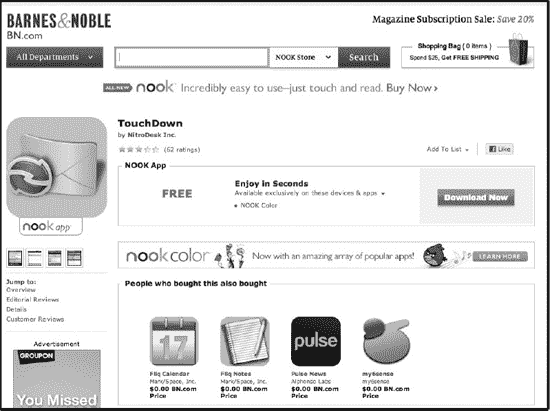 BARNES&NOBLE
BN.com
Magazine Subscription Sale: Save 20%
All Departments
NOOK Store
Search
Shopping Bag ( 0 items )
Spend $25, Get FREE SHIPPING
ALL-NEW nook Incredibly easy to use–just touch and read. Buy Now ›
TouchDown
by NitroDesk Inc.
(62 ratings)
Add To List
Like
NOOK App
FREE
Enjoy in Seconds
Available exclusively on these devices & apps
• NOOK Color
Download Now
nook app
nook color Now with an amazing array of popular apps! LEARN MORE
Jump to:
Overview
Editorial Reviews
Details
Customer Reviews
People who bought this also bought
17
pulse
Fliq Calendar
Mark/Space, Inc.
$0.00 BN.com
Price
Fliq Notes
Mark/Space, Inc.
$0.00 BN.com
Price
Pulse News
Alphonso Labs
$0.00 BN.com
Price
my6sense
my6sense
$0.00 BN.com
Price
Advertisement
GROUPON
You Missed